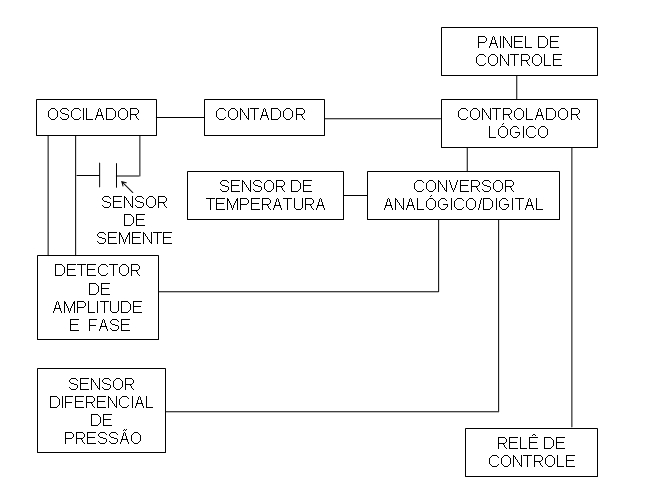 PAINEL DE
CONTROLE
OSCILADOR
CONTADOR
CONTROLADOR
LÓGICO
SENSOR DE
TEMPERATURA
CONVERSOR
ANALÓGICO/DIGITAL
SENSOR
DE
SEMENTE
DETECTOR
DE
AMPLITUDE
E FASE
SENSOR
DIFERENCIAL
DE
PRESSÃO
RELÊ DE
CONTROLE